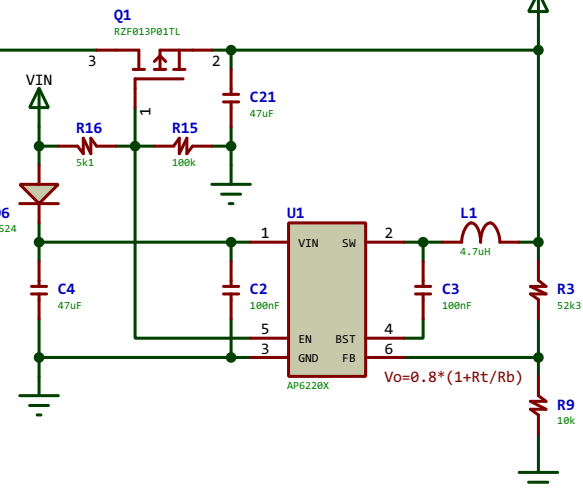 Q1
RZF013P01TL
3
2
VIN
1
C21
47uF
R16
5k1
R15
100k
6
S24
U1
1
VIN
SW
2
L1
4.7uH
C4
47uF
C2
100nF
C3
100nF
R3
52k3
5
EN
BST
4
3
GND
FB
6
AP6220X
Vo=0.8*(1+Rt/Rb)
R9
10k